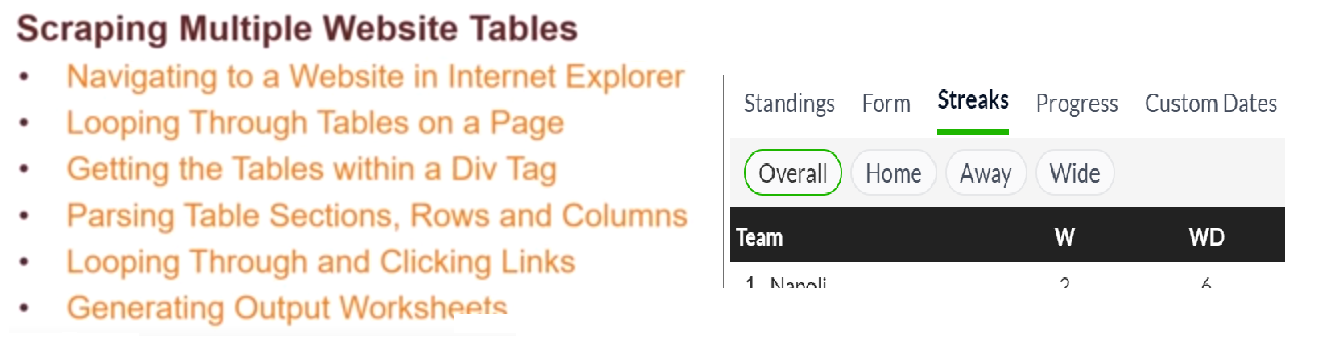 Scraping Multiple Website Tables
• Navigating to a Website in Internet Explorer
• Looping Through Tables on a Page
• Getting the Tables within a Div Tag
• Parsing Table Sections, Rows and Columns
• Looping Through and Clicking Links
• Generating Output Worksheets
Standings Form Streaks Progress Custom Dates
Overall Home Away Wide
Team W WD
1 Napoli 6